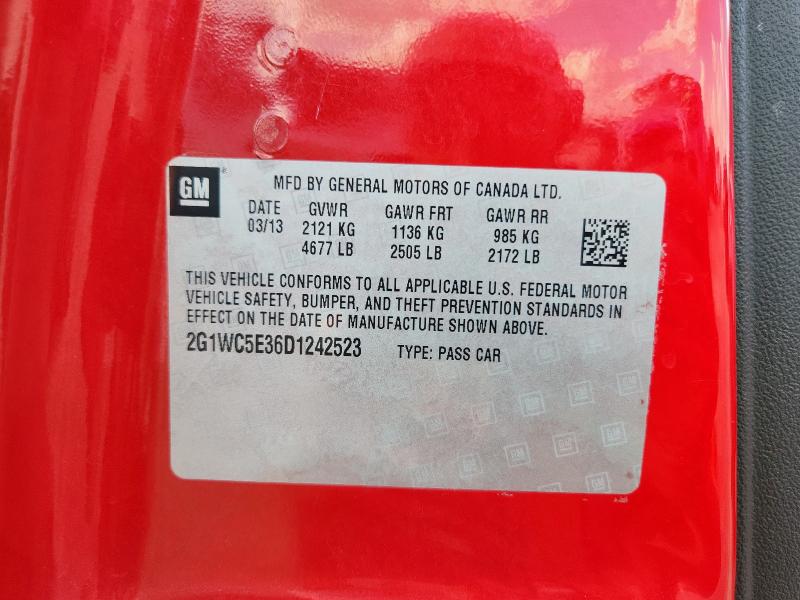 GM
MFD BY GENERAL MOTORS OF CANADA LTD.
DATE GVWR GAWR FRT GAWR RR
03/13 2121 KG 1136 KG 985 KG
4677 LB 2505 LB 2172 LB
THIS VEHICLE CONFORMS TO ALL APPLICABLE U.S. FEDERAL MOTOR
VEHICLE SAFETY, BUMPER, AND THEFT PREVENTION STANDARDS IN
EFFECT ON THE DATE OF MANUFACTURE SHOWN ABOVE.
2G1WC5E36D1242523 TYPE: PASS CAR